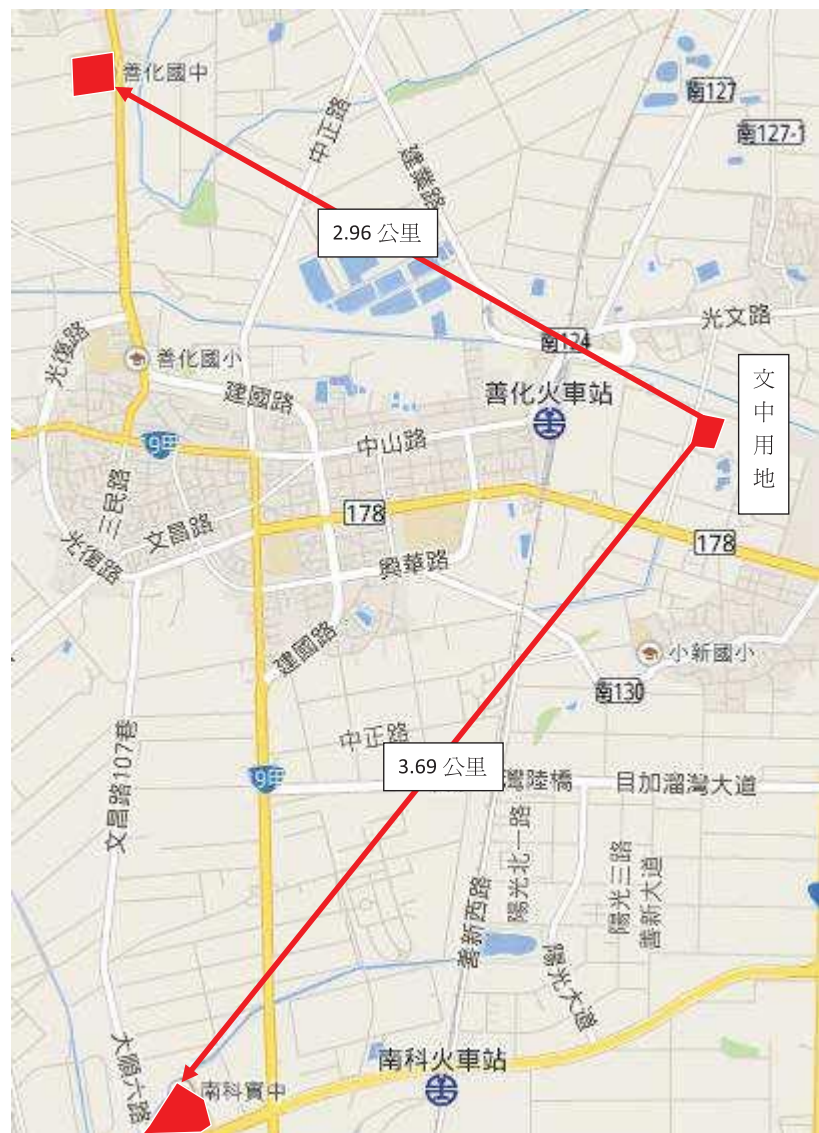 善化國中
南127
南127-1
中正路
建業路
2.96 公里
光文路
南124
光復路
善化國小
建國路
善化火車站
文中用地
中山路
9甲
三民路
178
文昌路
178
光復路
興華路
建國路
小新國小
南130
中正路
文昌路107巷
9甲
3.69 公里
灣陸橋
目加溜灣大道
陽光北一路
陽光三路
善新大道
善新西路
陽光大道
大順六路
南科火車站
南科實中